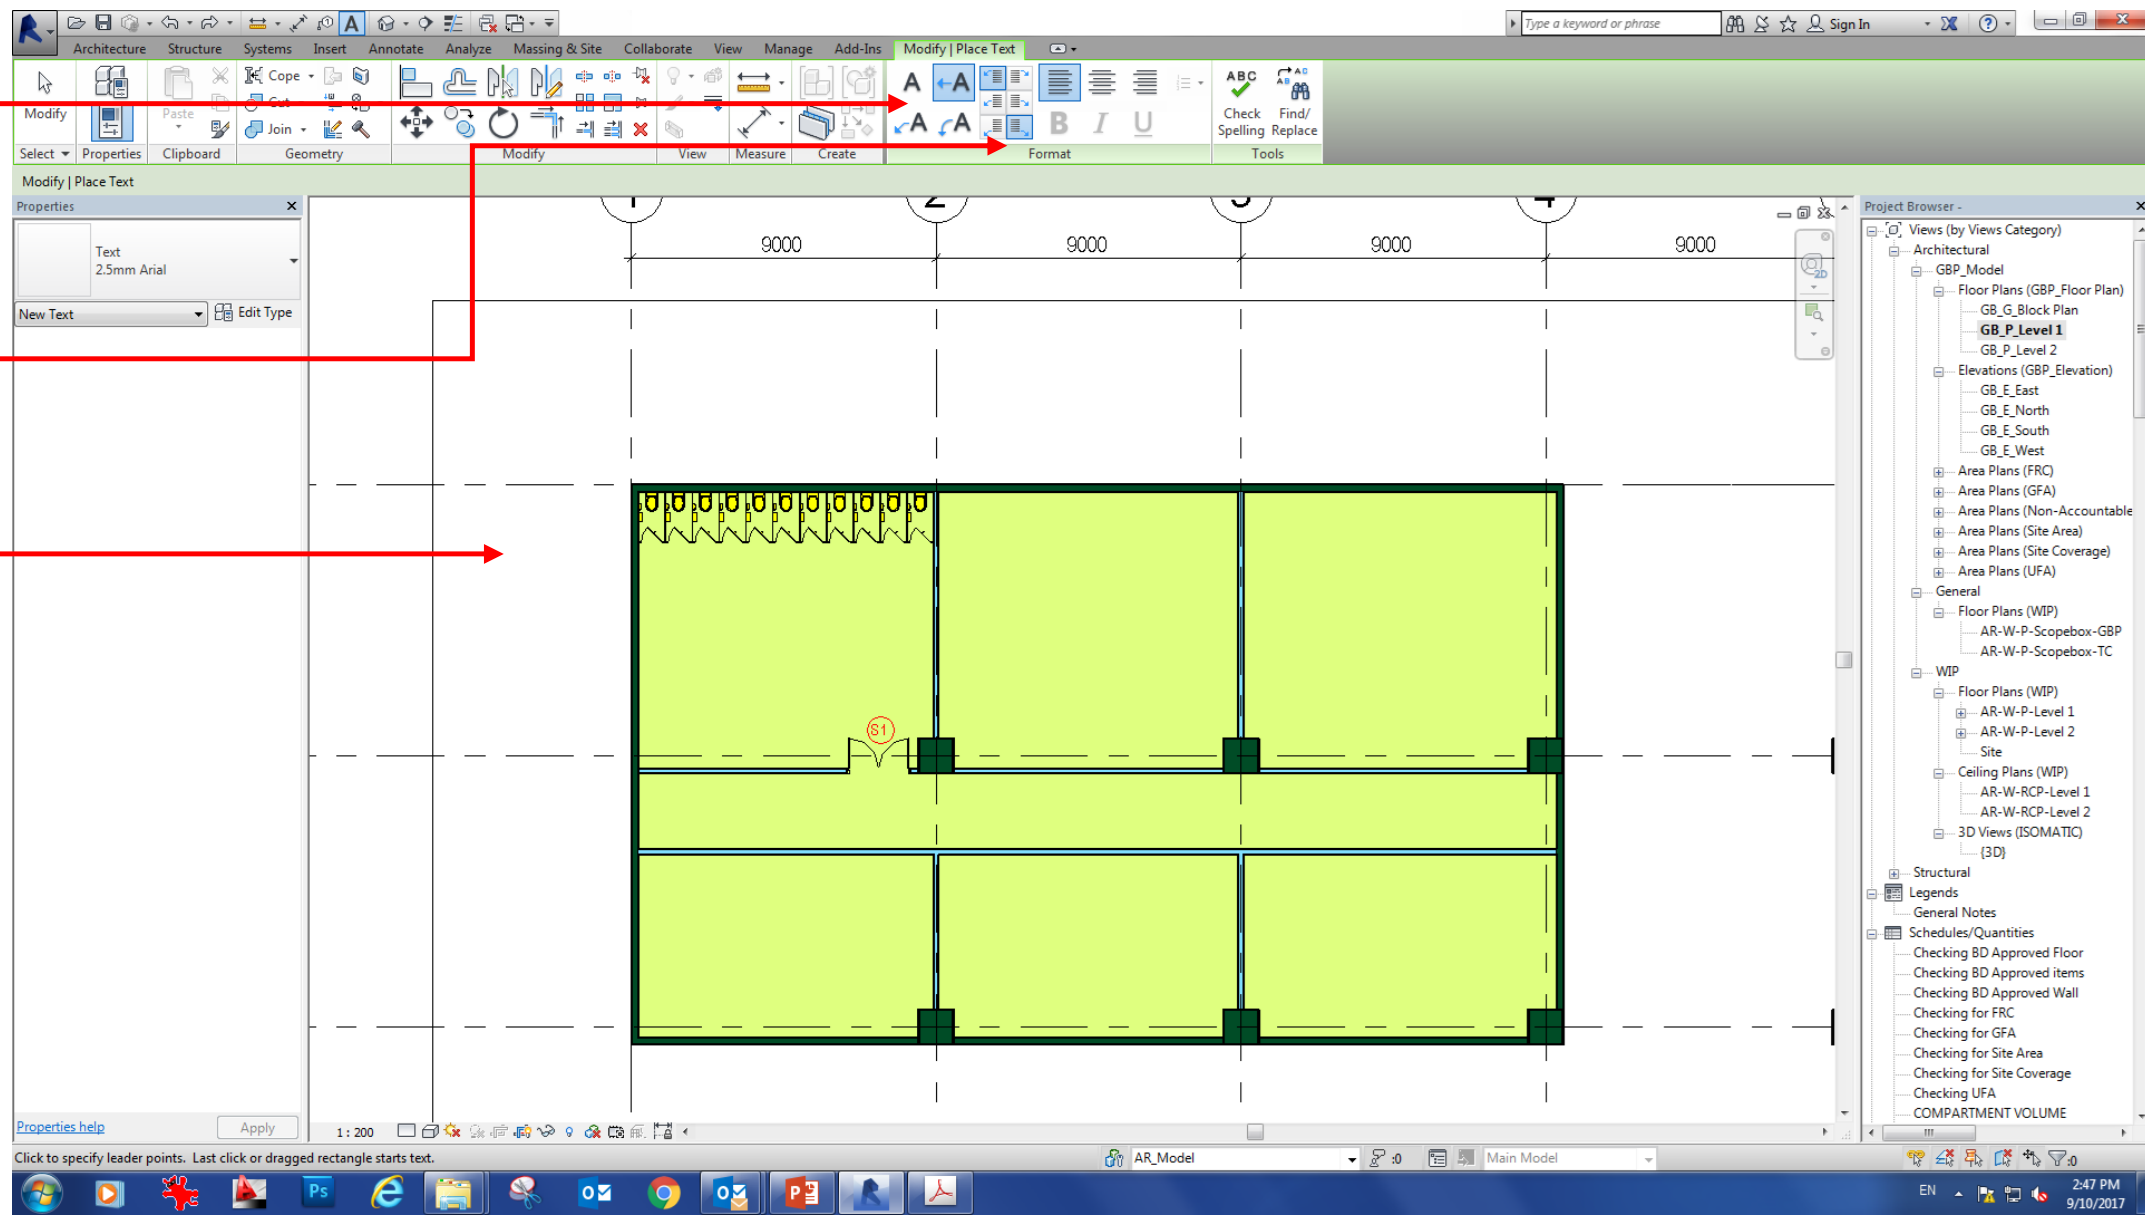 Type a keyword or phrase
Sign In
Architecture Structure Systems Insert Annotate Analyze Massing & Site Collaborate View Manage Add-Ins Modify | Place Text
Modify
Paste
Cope
Cut
Join
A A A A
B I U
ABC
Check Spelling
Find/ Replace
Select Properties Clipboard Geometry Modify View Measure Create Format Tools
Modify | Place Text
Properties
Text
2.5mm Arial
New Text
Edit Type
Properties help
Apply
1 2 3 4
9000 9000 9000 9000
S1
2D
1 : 200
Project Browser -
Views (by Views Category)
Architectural
GBP_Model
Floor Plans (GBP_Floor Plan)
GB_G_Block Plan
GB_P_Level 1
GB_P_Level 2
Elevations (GBP_Elevation)
GB_E_East
GB_E_North
GB_E_South
GB_E_West
Area Plans (FRC)
Area Plans (GFA)
Area Plans (Non-Accountable
Area Plans (Site Area)
Area Plans (Site Coverage)
Area Plans (UFA)
General
Floor Plans (WIP)
AR-W-P-Scopebox-GBP
AR-W-P-Scopebox-TC
WIP
Floor Plans (WIP)
AR-W-P-Level 1
AR-W-P-Level 2
Site
Ceiling Plans (WIP)
AR-W-RCP-Level 1
AR-W-RCP-Level 2
3D Views (ISOMATIC)
{3D}
Structural
Legends
General Notes
Schedules/Quantities
Checking BD Approved Floor
Checking BD Approved items
Checking BD Approved Wall
Checking for FRC
Checking for GFA
Checking for Site Area
Checking for Site Coverage
Checking UFA
COMPARTMENT VOLUME
Click to specify leader points. Last click or dragged rectangle starts text.
AR_Model
:0
Main Model
:0
Ps
EN
2:47 PM
9/10/2017